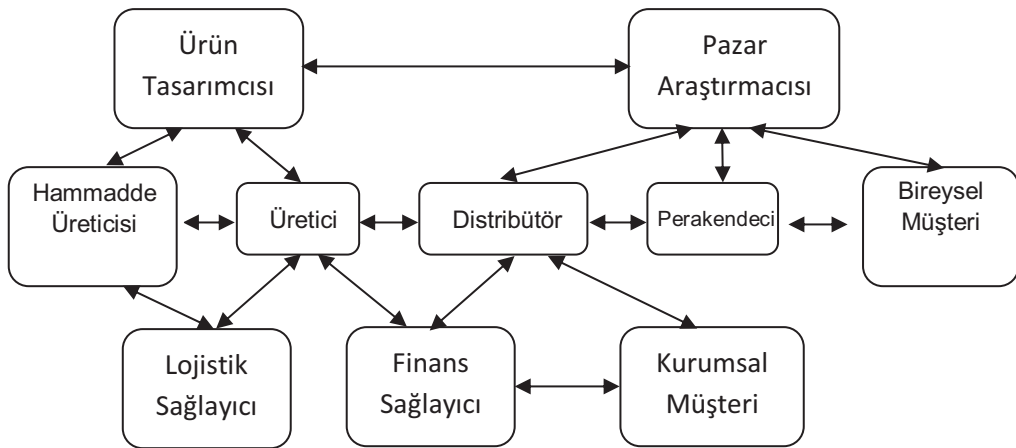 Ürün
Tasarımcısı
Pazar
Araştırmacısı
Hammadde
Üreticisi
Üretici
Distribütör
Perakendeci
Bireysel
Müşteri
Lojistik
Sağlayıcı
Finans
Sağlayıcı
Kurumsal
Müşteri